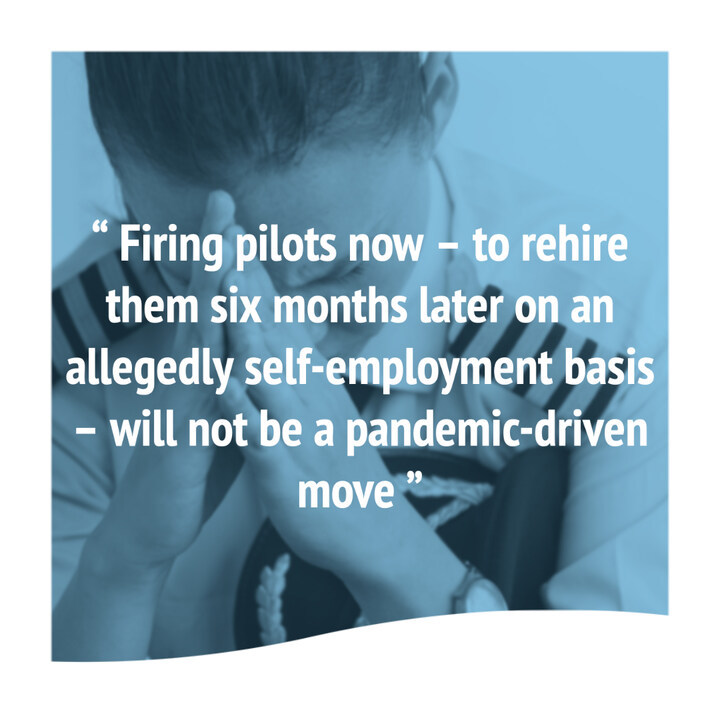 “ Firing pilots now – to rehire
them six months later on an
allegedly self-employment basis
– will not be a pandemic-driven
move ”